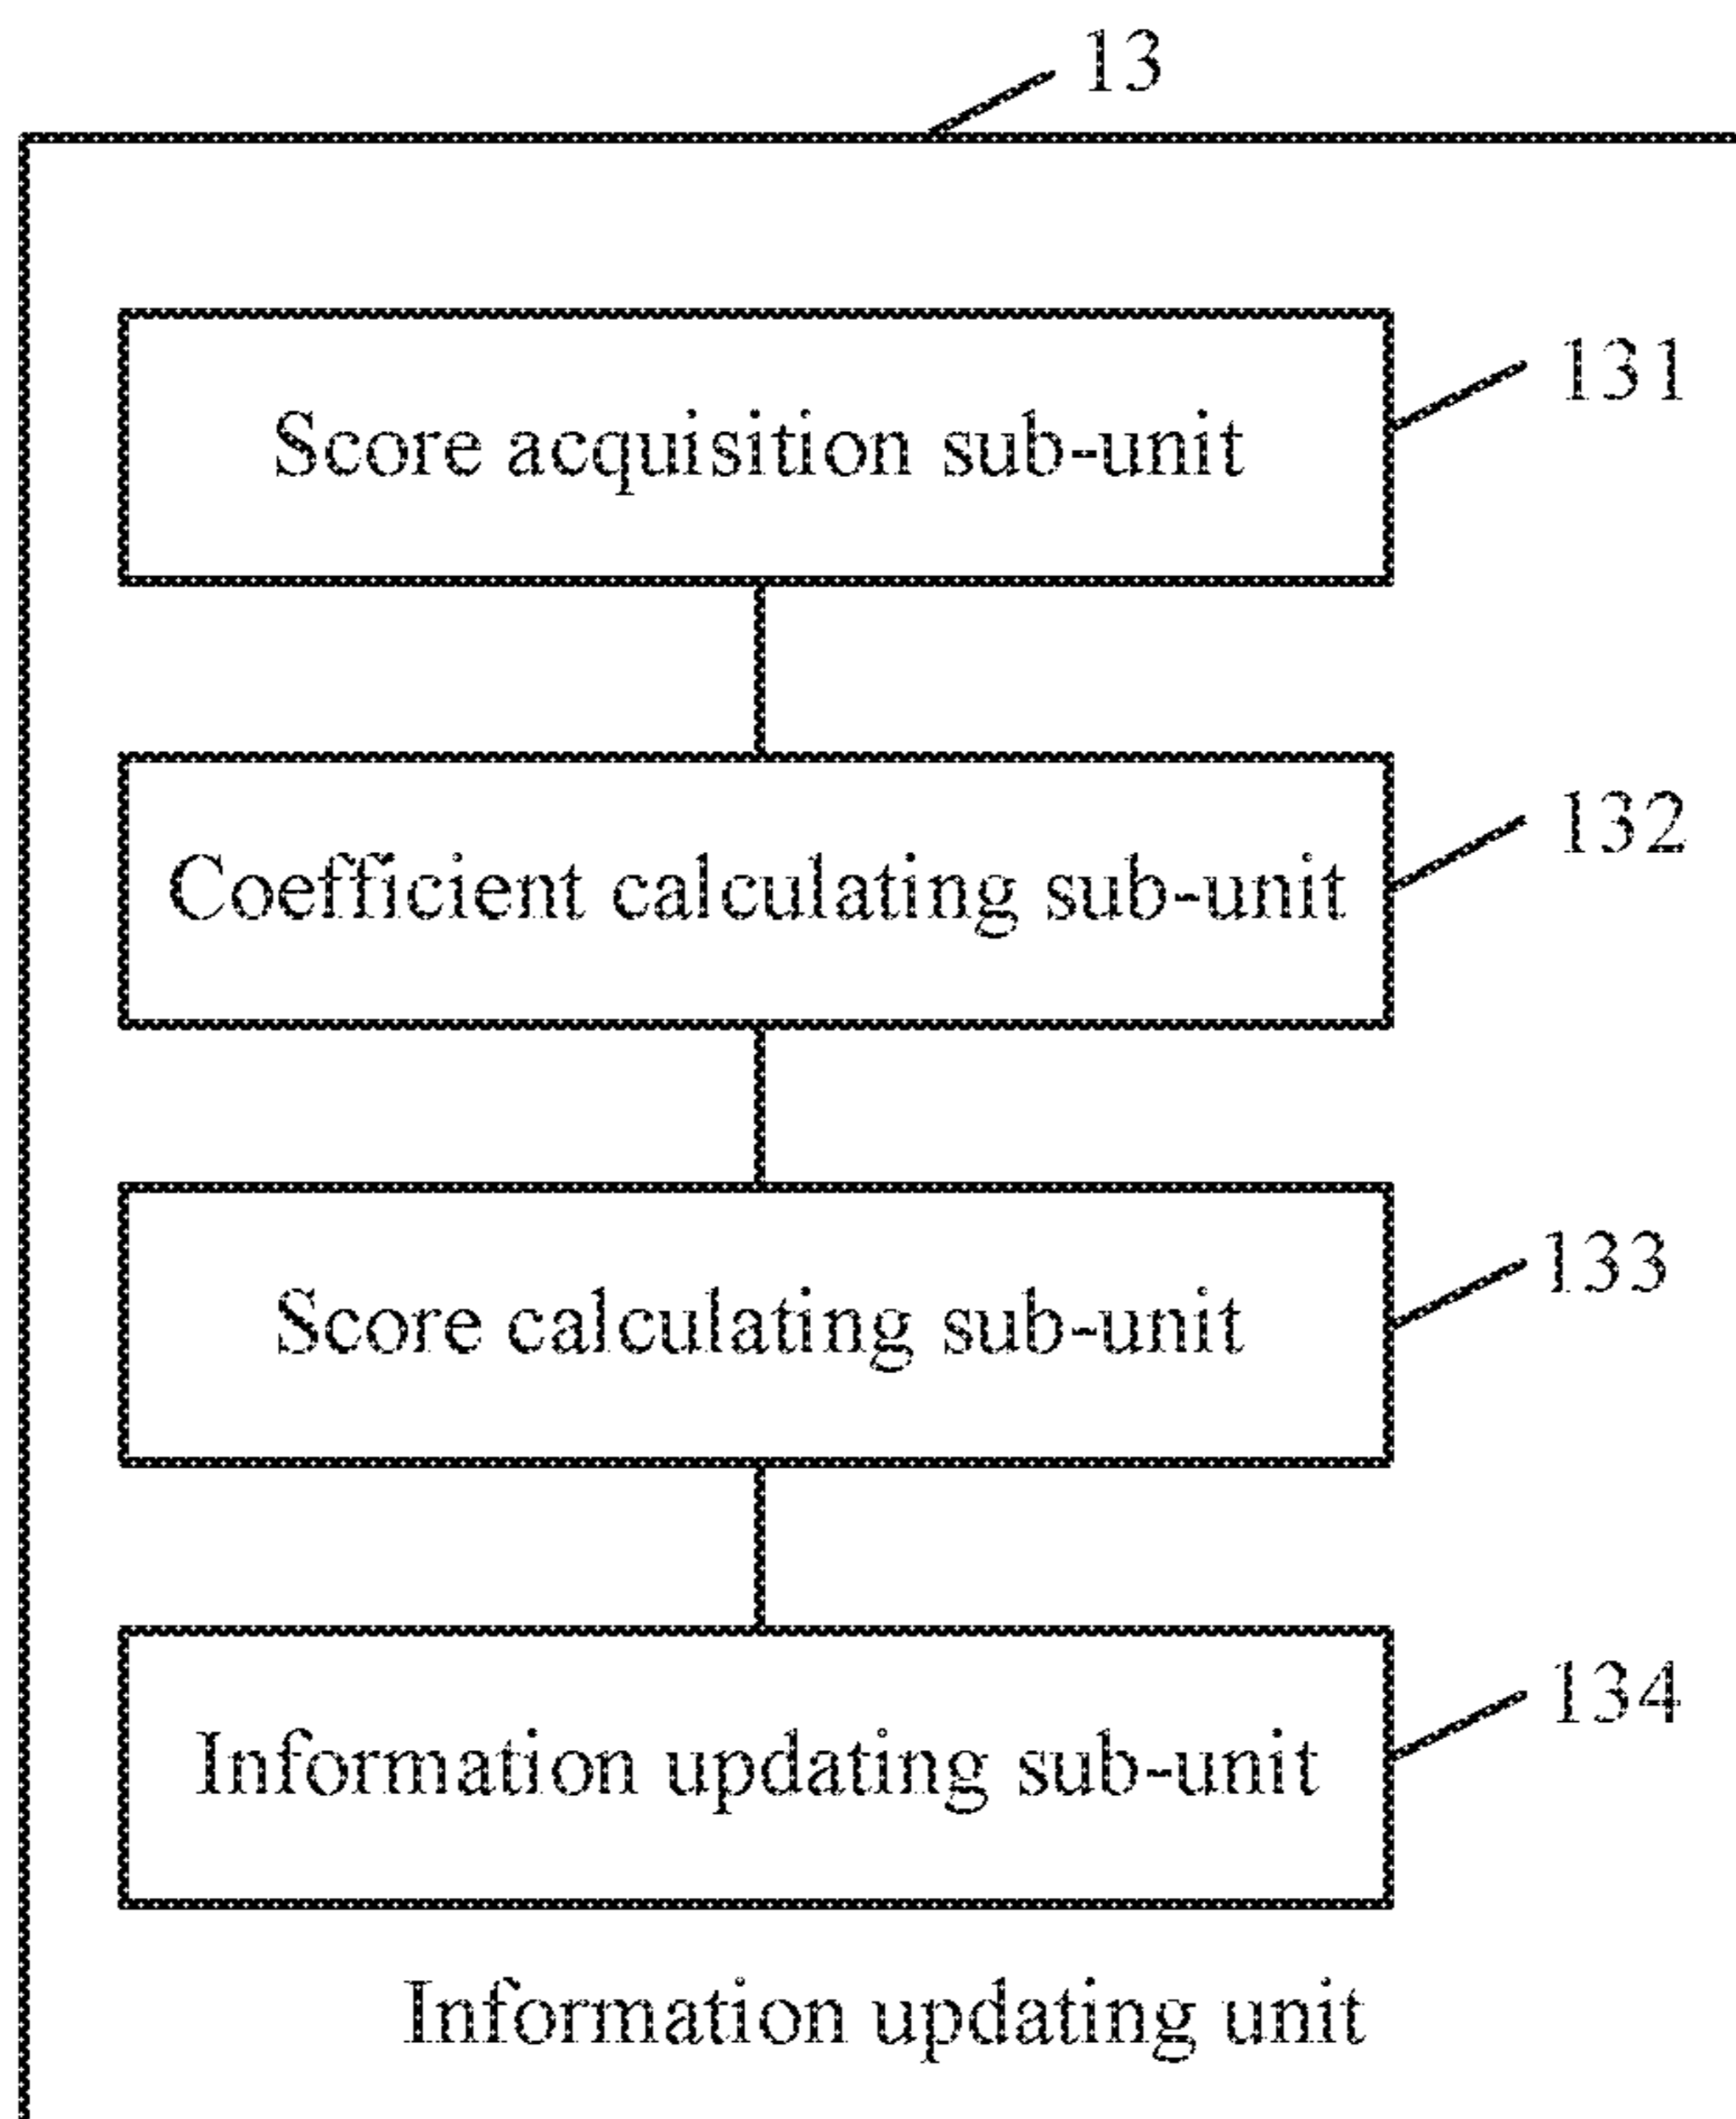 13
Score acquisition sub-unit
131
Coefficient calculating sub-unit
132
Score calculating sub-unit
133
Information updating sub-unit
134
Information updating unit